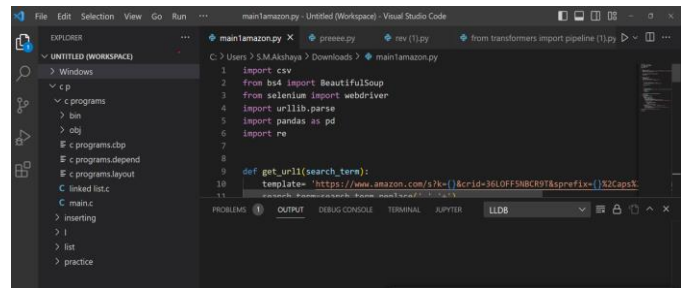 File Edit Selection View Go Run ··· main1amazon.py - Untitled (Workspace) - Visual Studio Code
EXPLORER ···
UNTITLED (WORKSPACE)
Windows
c p
c programs
bin
obj
c programs.cbp
c programs.depend
c programs.layout
C linked list.c
C main.c
inserting
l
list
practice
main1amazon.py preeee.py rev (1).py from transformers import pipeline (1).py
C: > Users > S.M.Akshaya > Downloads > main1amazon.py
1 import csv
2 from bs4 import BeautifulSoup
3 from selenium import webdriver
4 import urllib.parse
5 import pandas as pd
6 import re
7
8
9 def get_url1(search_term):
10 template= 'https://www.amazon.com/s?k={}&crid=36LOFF5NBCR9T&sprefix={}%2Caps%
11 search_term=search_term.replace(' ','+')
PROBLEMS 1 OUTPUT DEBUG CONSOLE TERMINAL JUPYTER LLDB